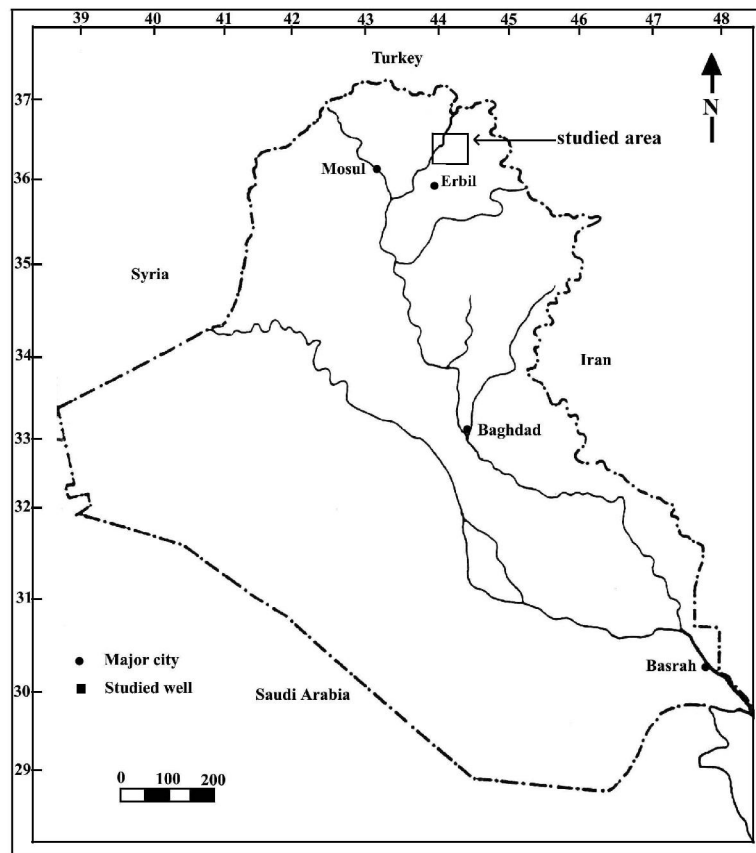 39 40 41 42 43 44 45 46 47 48
Turkey
37
N
studied area
Mosul
36
Erbil
35
Syria
34
Iran
33
Baghdad
32
31
Major city
Basrah
30
Studied well
Saudi Arabia
29
0 100 200